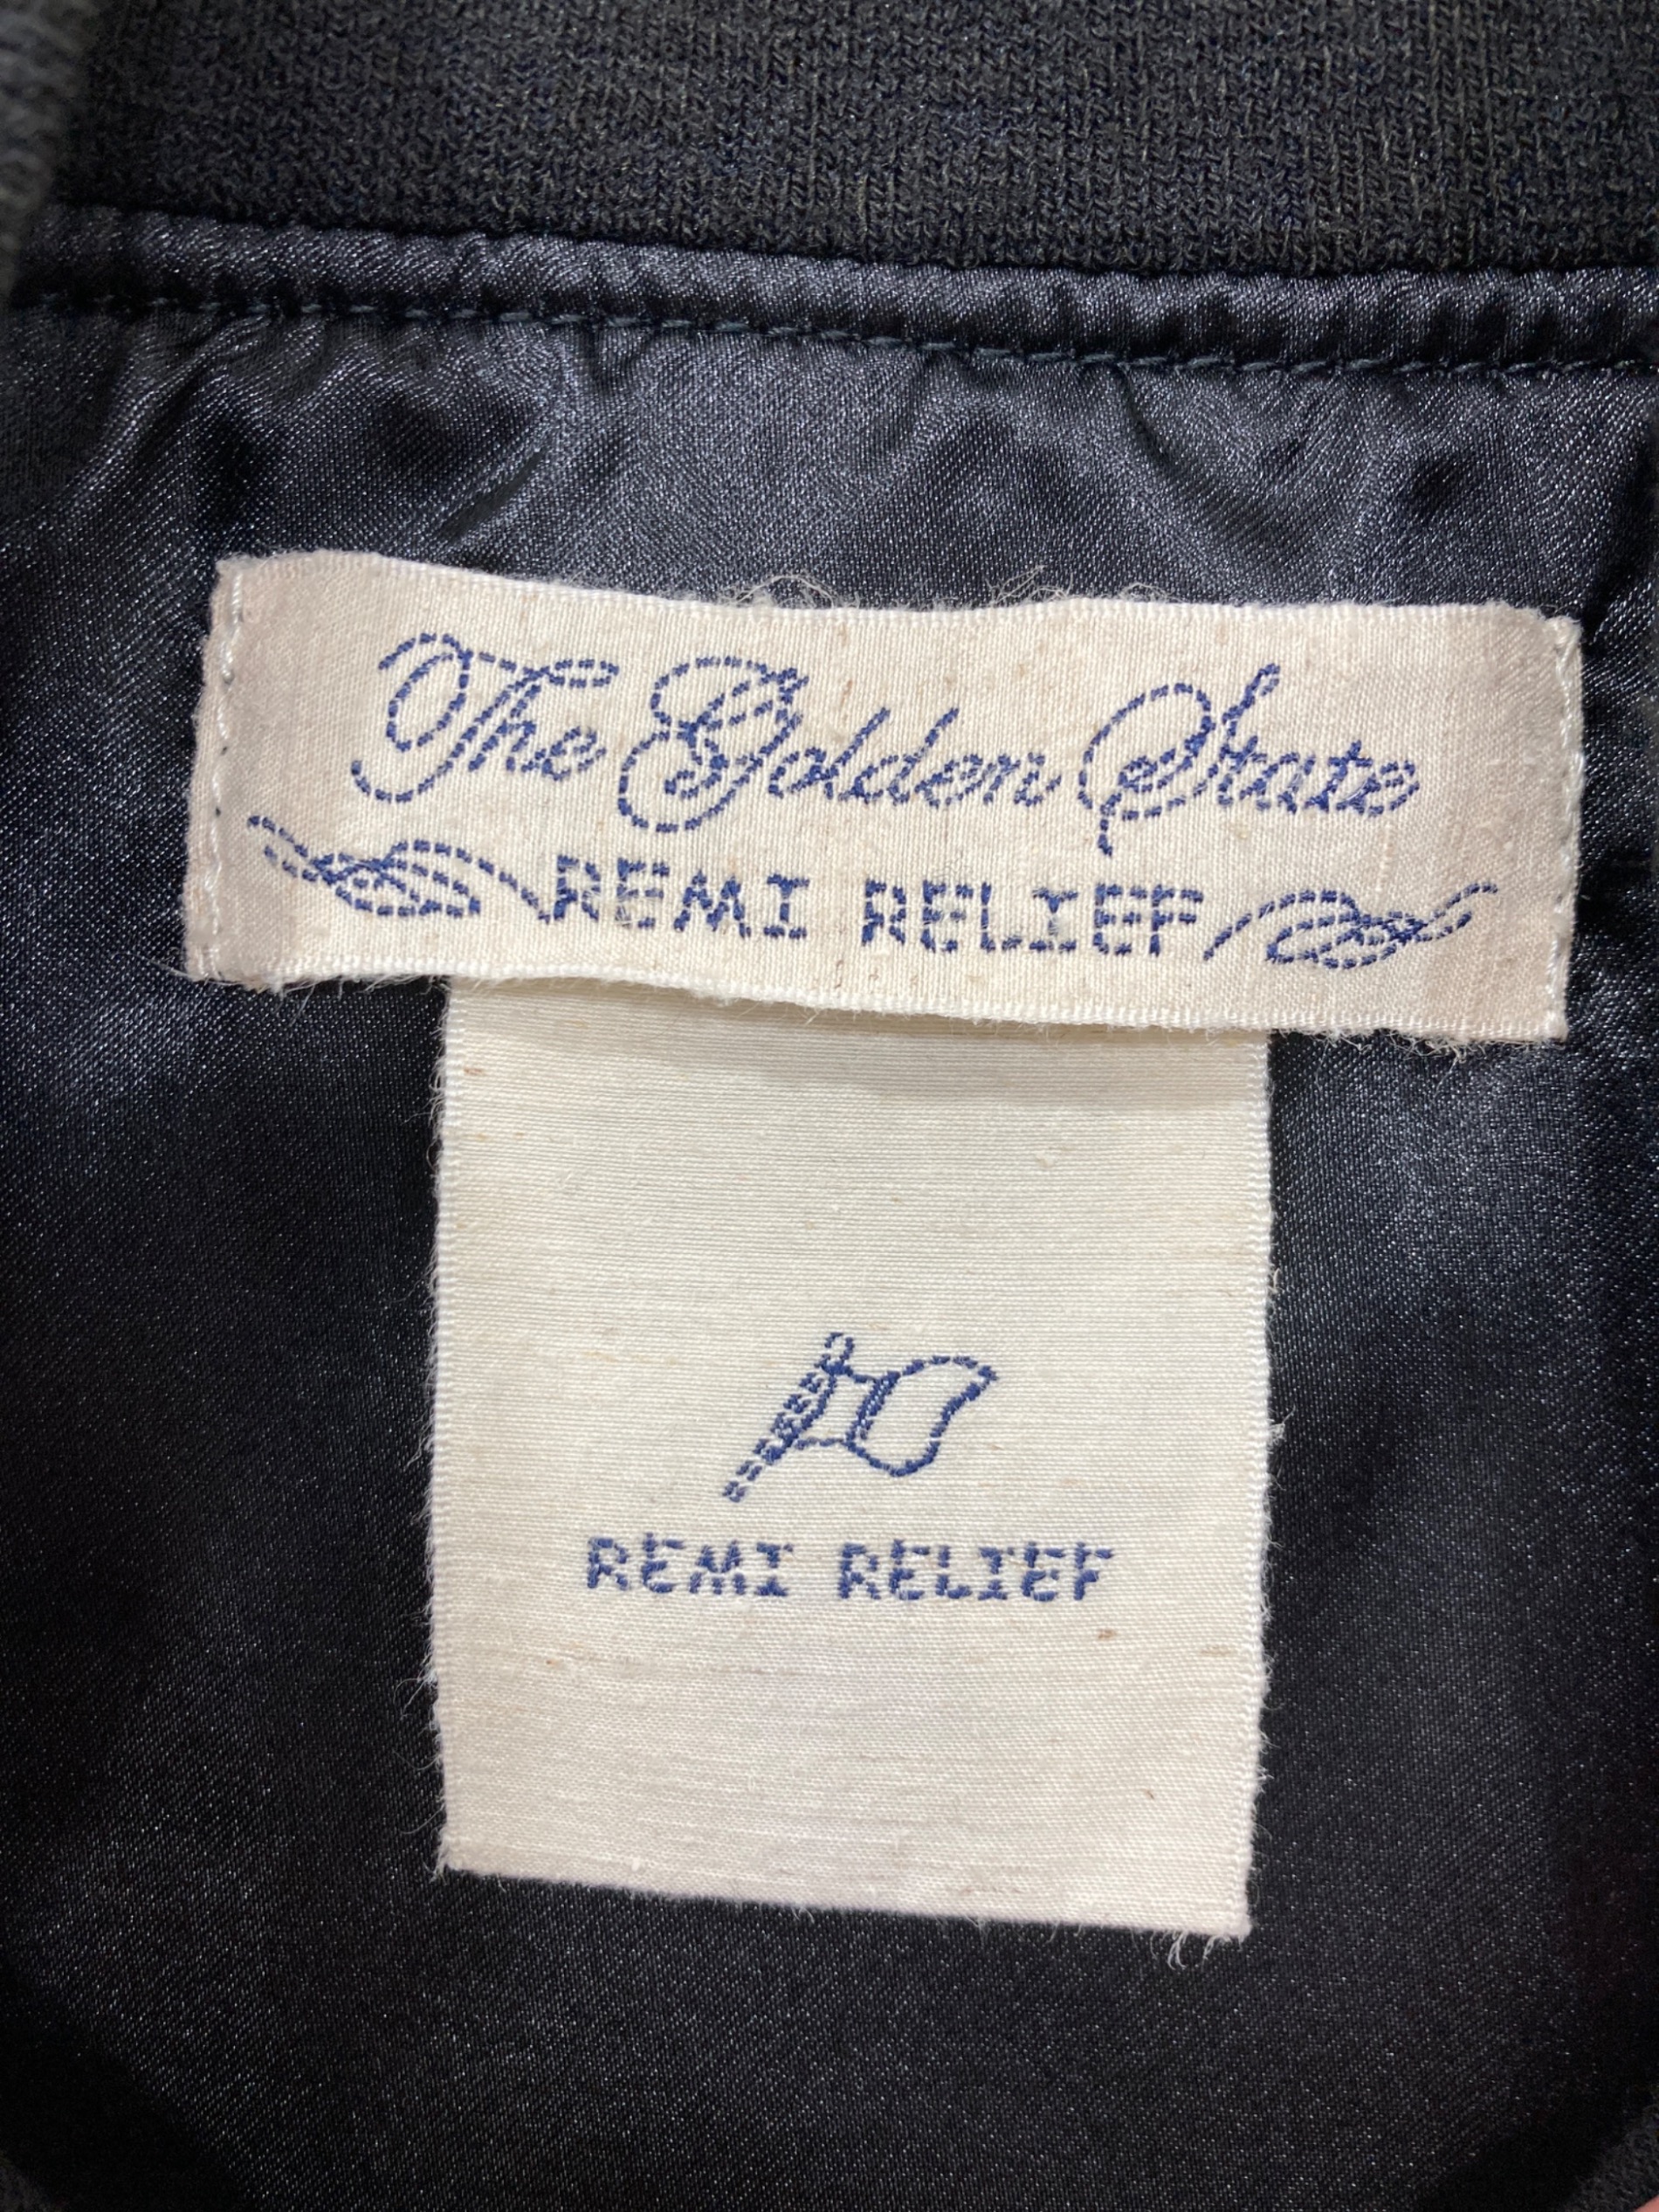 The Golden State
REMI RELIEF
REMI RELIEF